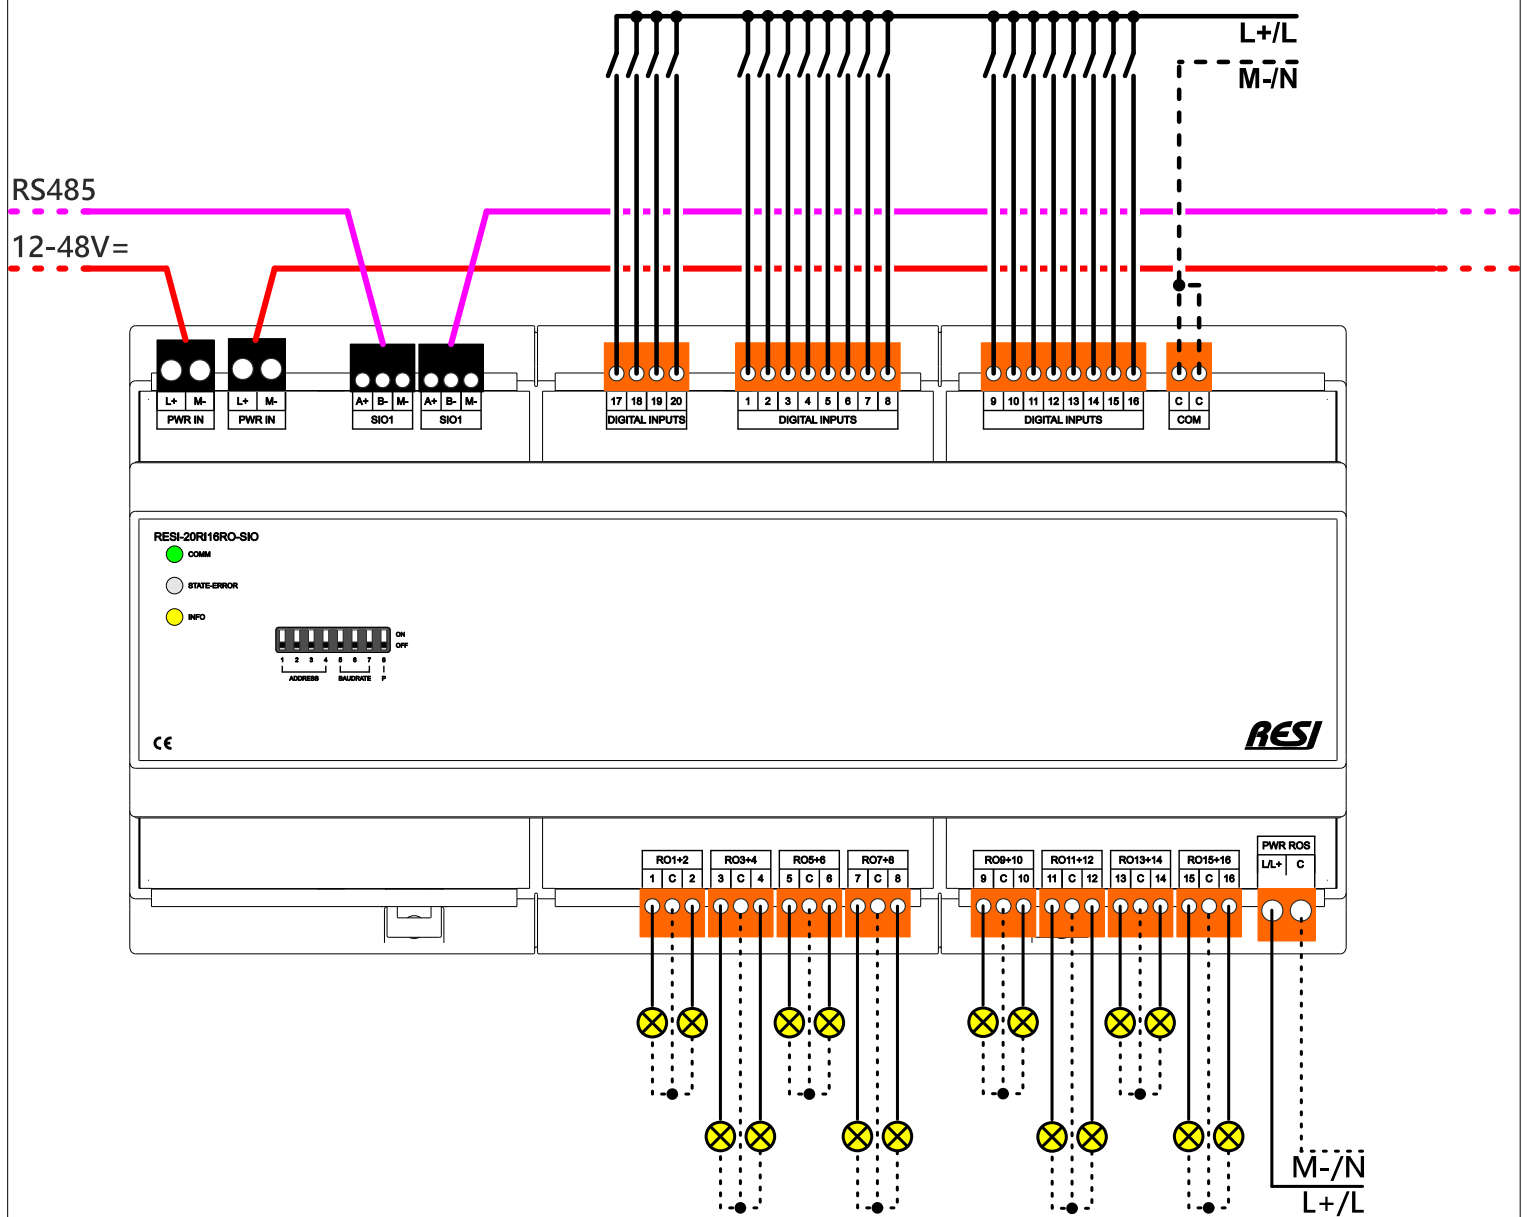 L+/L
M-/N
RS485
12-48V=
L+ M- L+ M- A+ B- M- A+ B- M- 17 18 19 20 1 2 3 4 5 6 7 8 9 10 11 12 13 14 15 16 C C
PWR IN PWR IN SIO1 SIO1 DIGITAL INPUTS DIGITAL INPUTS DIGITAL INPUTS COM
RESI-20RI16RO-SIO
COMM
STATE-ERROR
INFO
ON
OFF
1 2 3 4 5 6 7 8
ADDRESS BAUDRATE P
CE
RESI
PWR ROS
L/L+ C
RO1+2 RO3+4 RO5+6 RO7+8 RO9+10 RO11+12 RO13+14 RO15+16
1 C 2 3 C 4 5 C 6 7 C 8 9 C 10 11 C 12 13 C 14 15 C 16
M-/N
L+/L